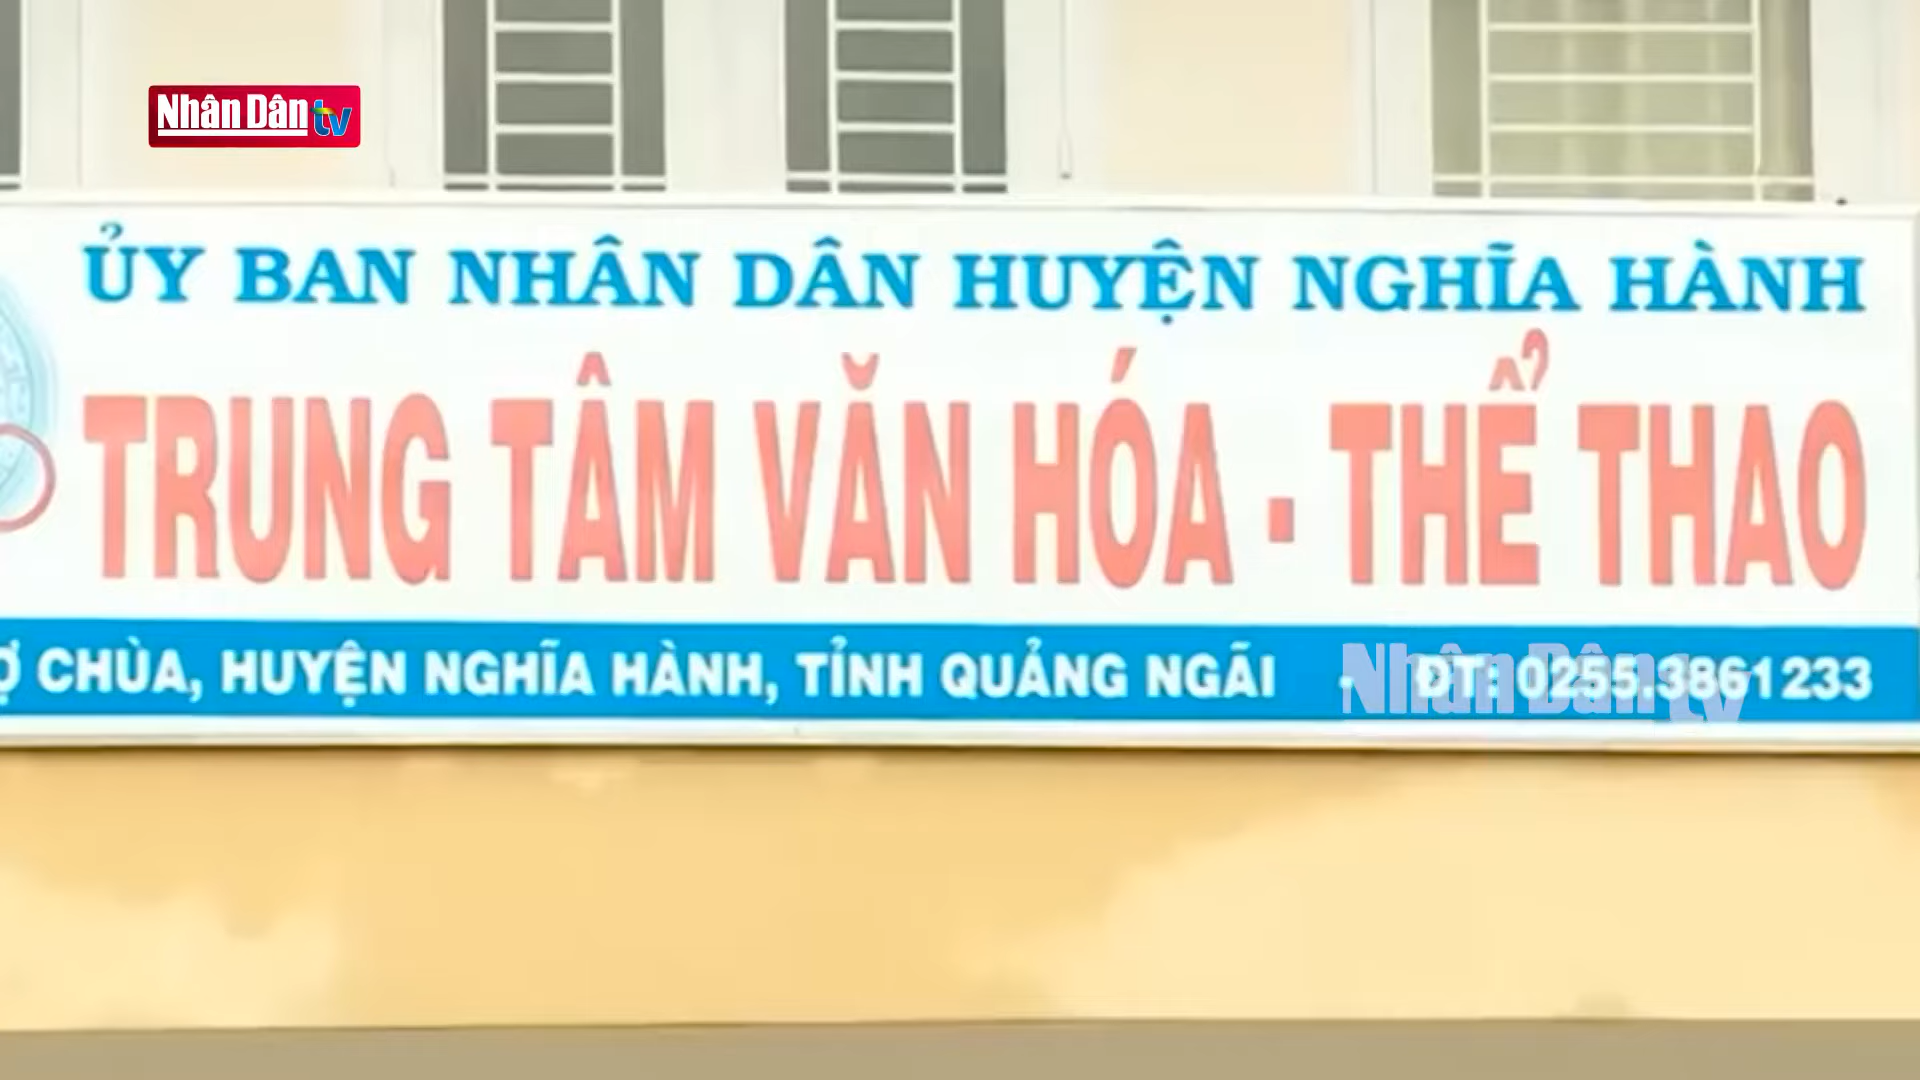 Nhân Dân tv
ỦY BAN NHÂN DÂN HUYỆN NGHĨA HÀNH
TRUNG TÂM VĂN HÓA - THỂ THAO
CHÙA, HUYỆN NGHĨA HÀNH, TỈNH QUẢNG NGÃI - ĐT: 0255.3861233
Nhân Dân tv